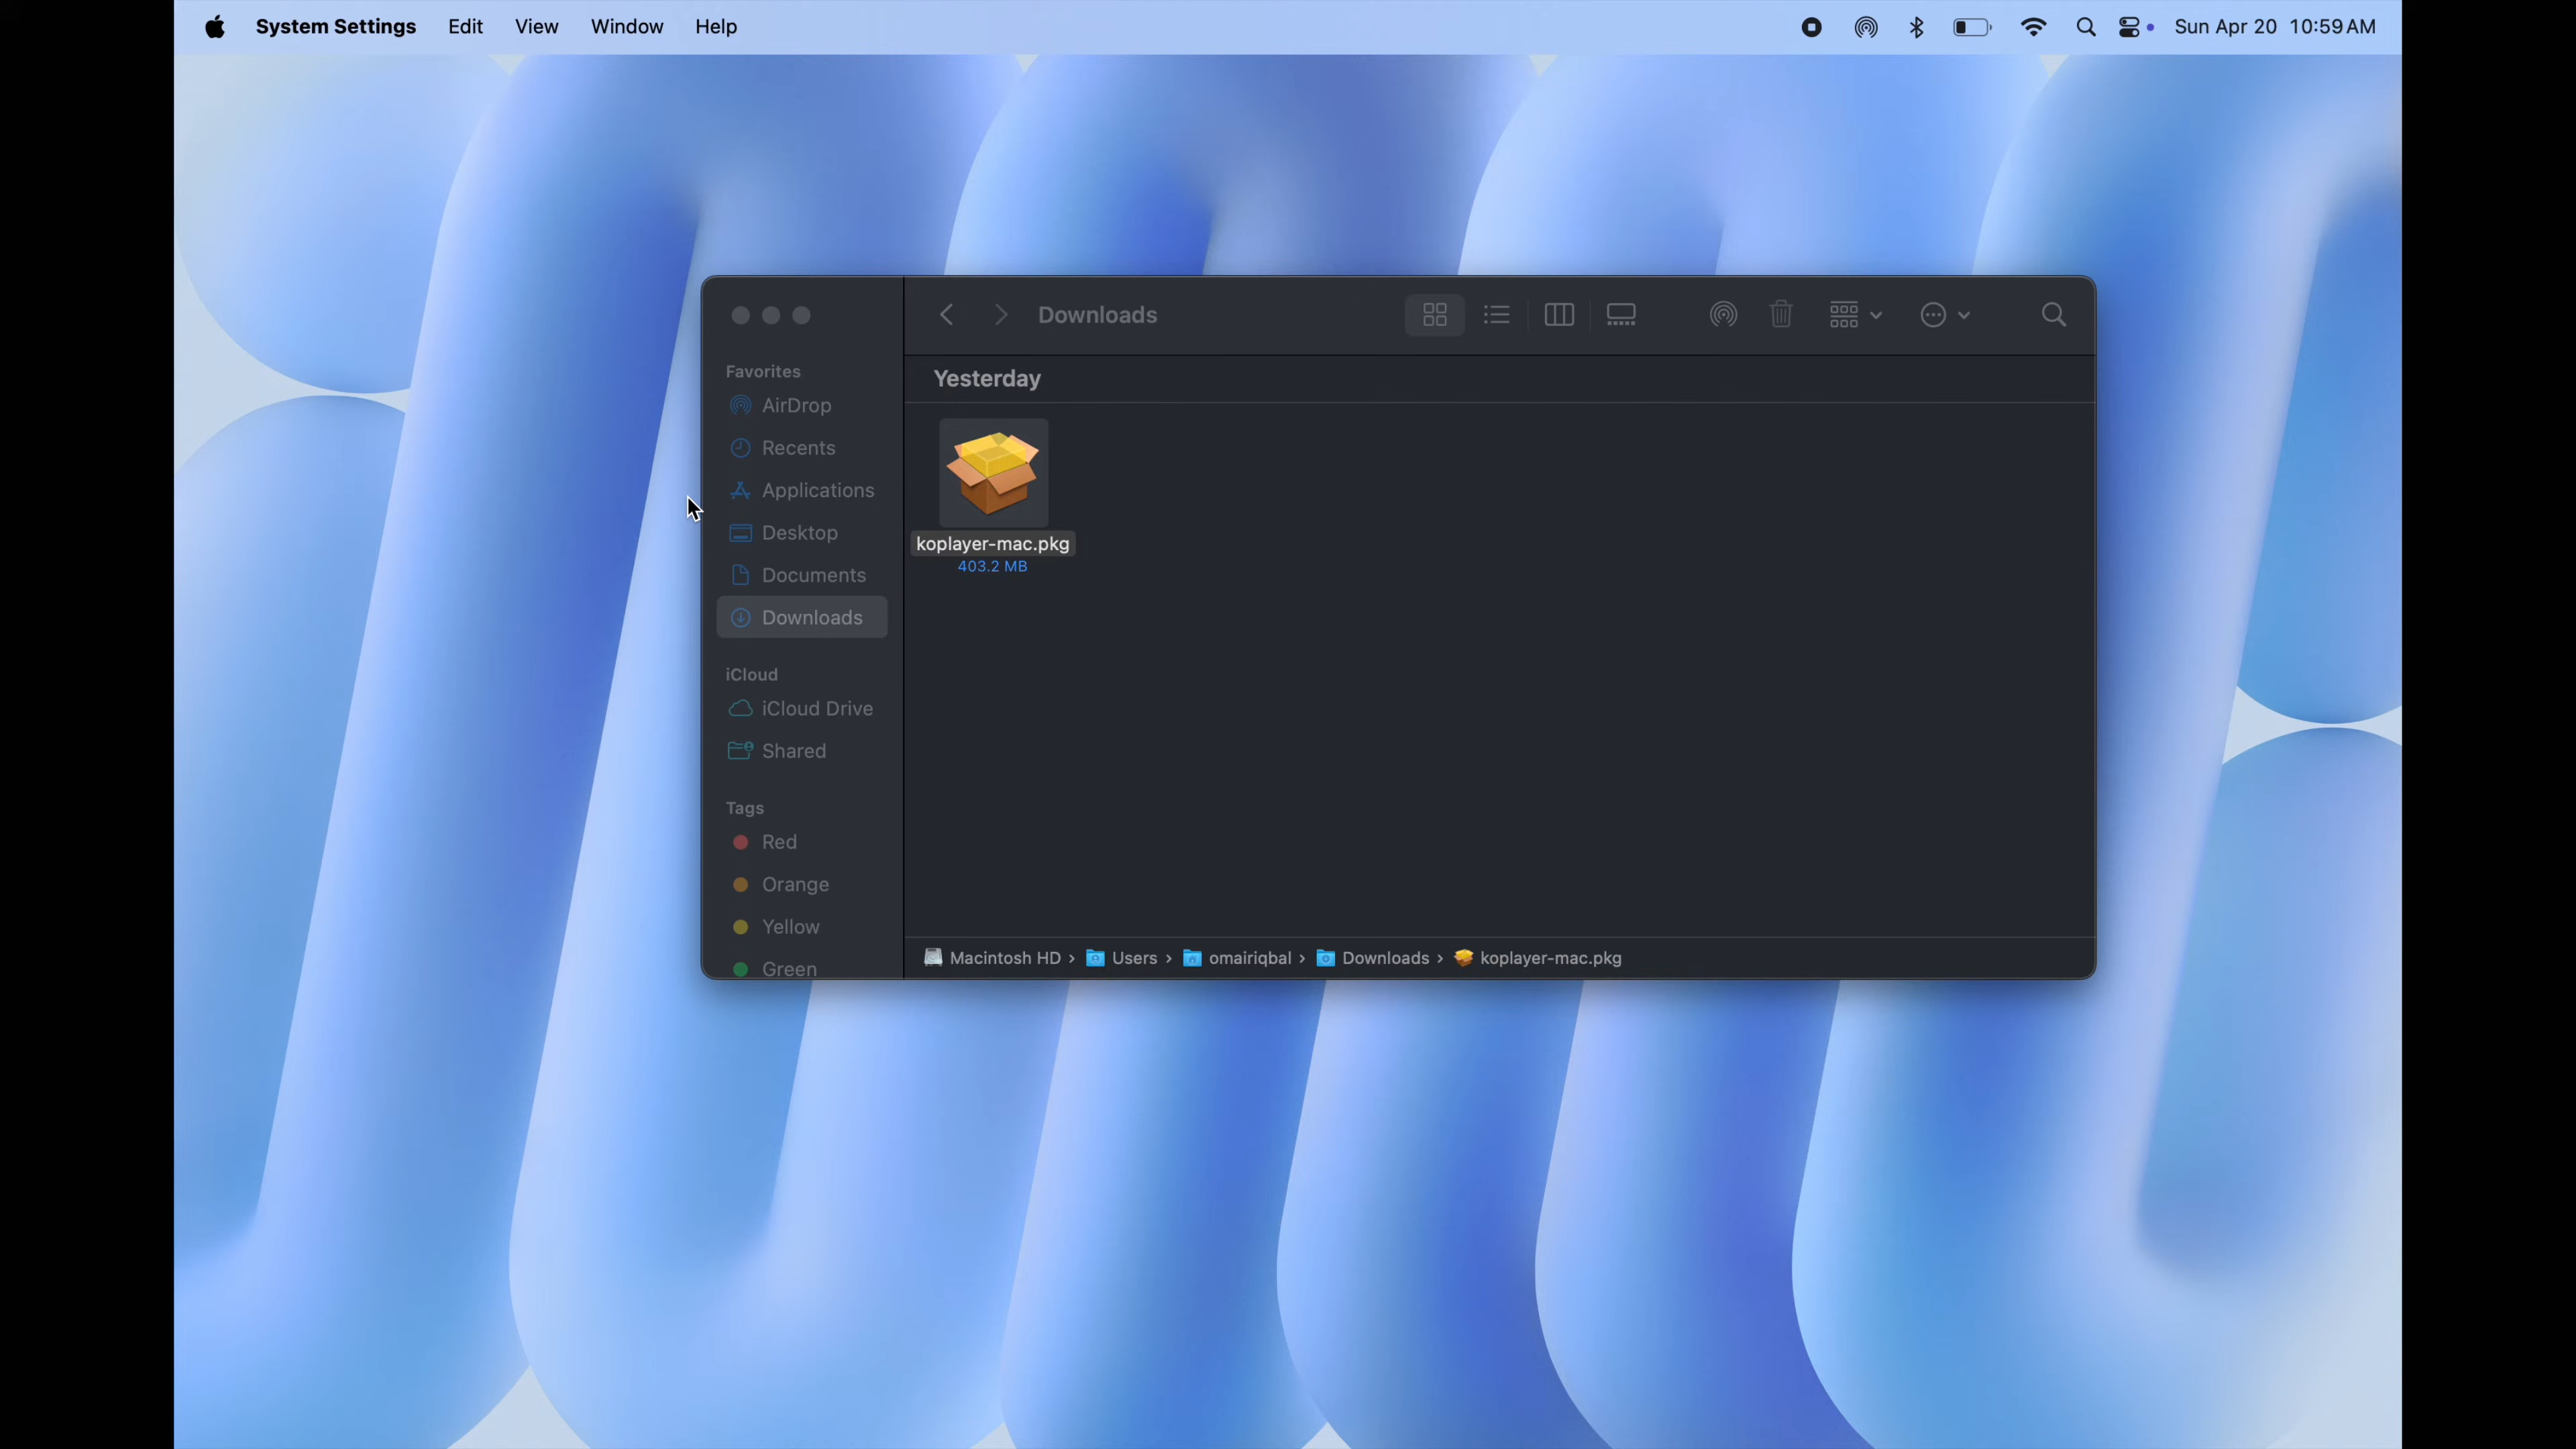 System Settings Edit View Window Help Sun Apr 20 10:59 AM
Downloads
Favorites
AirDrop
Recents
Applications
Desktop
Documents
Downloads
iCloud
iCloud Drive
Shared
Tags
Red
Orange
Yellow
Green
Yesterday
koplayer-mac.pkg
403.2 MB
Macintosh HD › Users › omairiqbal › Downloads › koplayer-mac.pkg